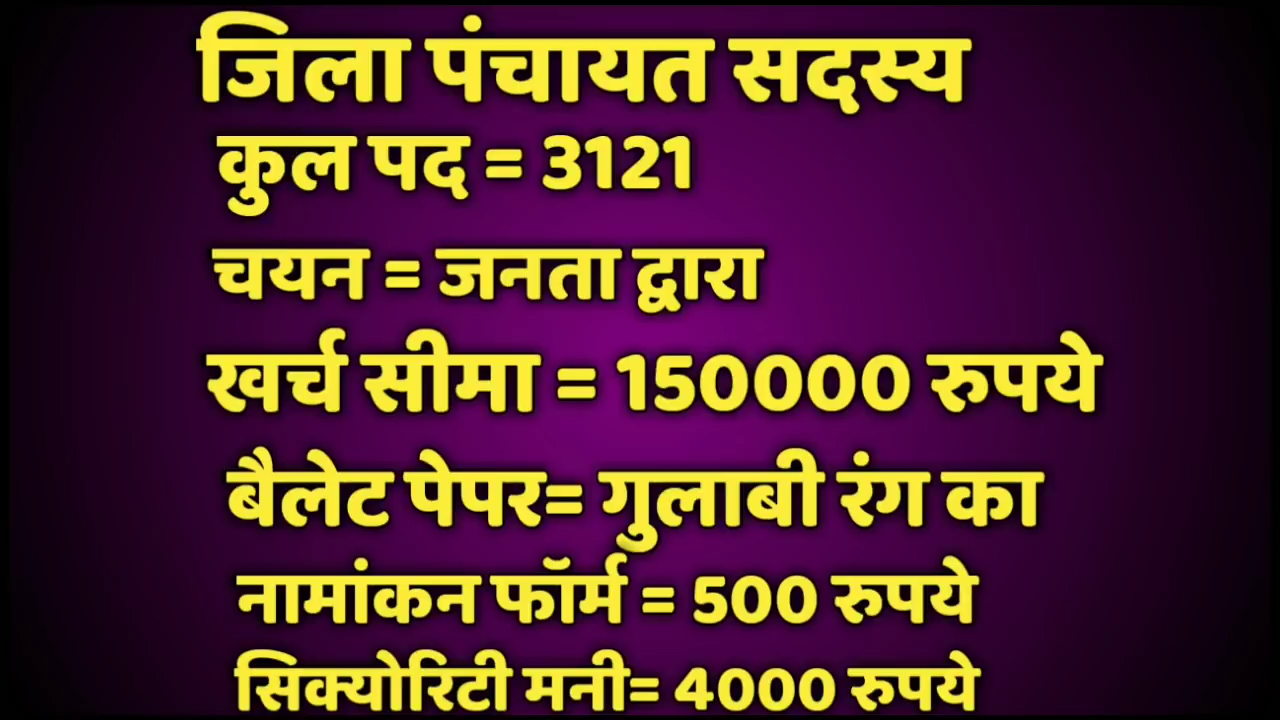 जिला पंचायत सदस्य
कुल पद = 3121
चयन = जनता द्वारा
खर्च सीमा = 150000 रुपये
बैलेट पेपर= गुलाबी रंग का
नामांकन फॉर्म = 500 रुपये
सिक्योरिटी मनी= 4000 रुपये